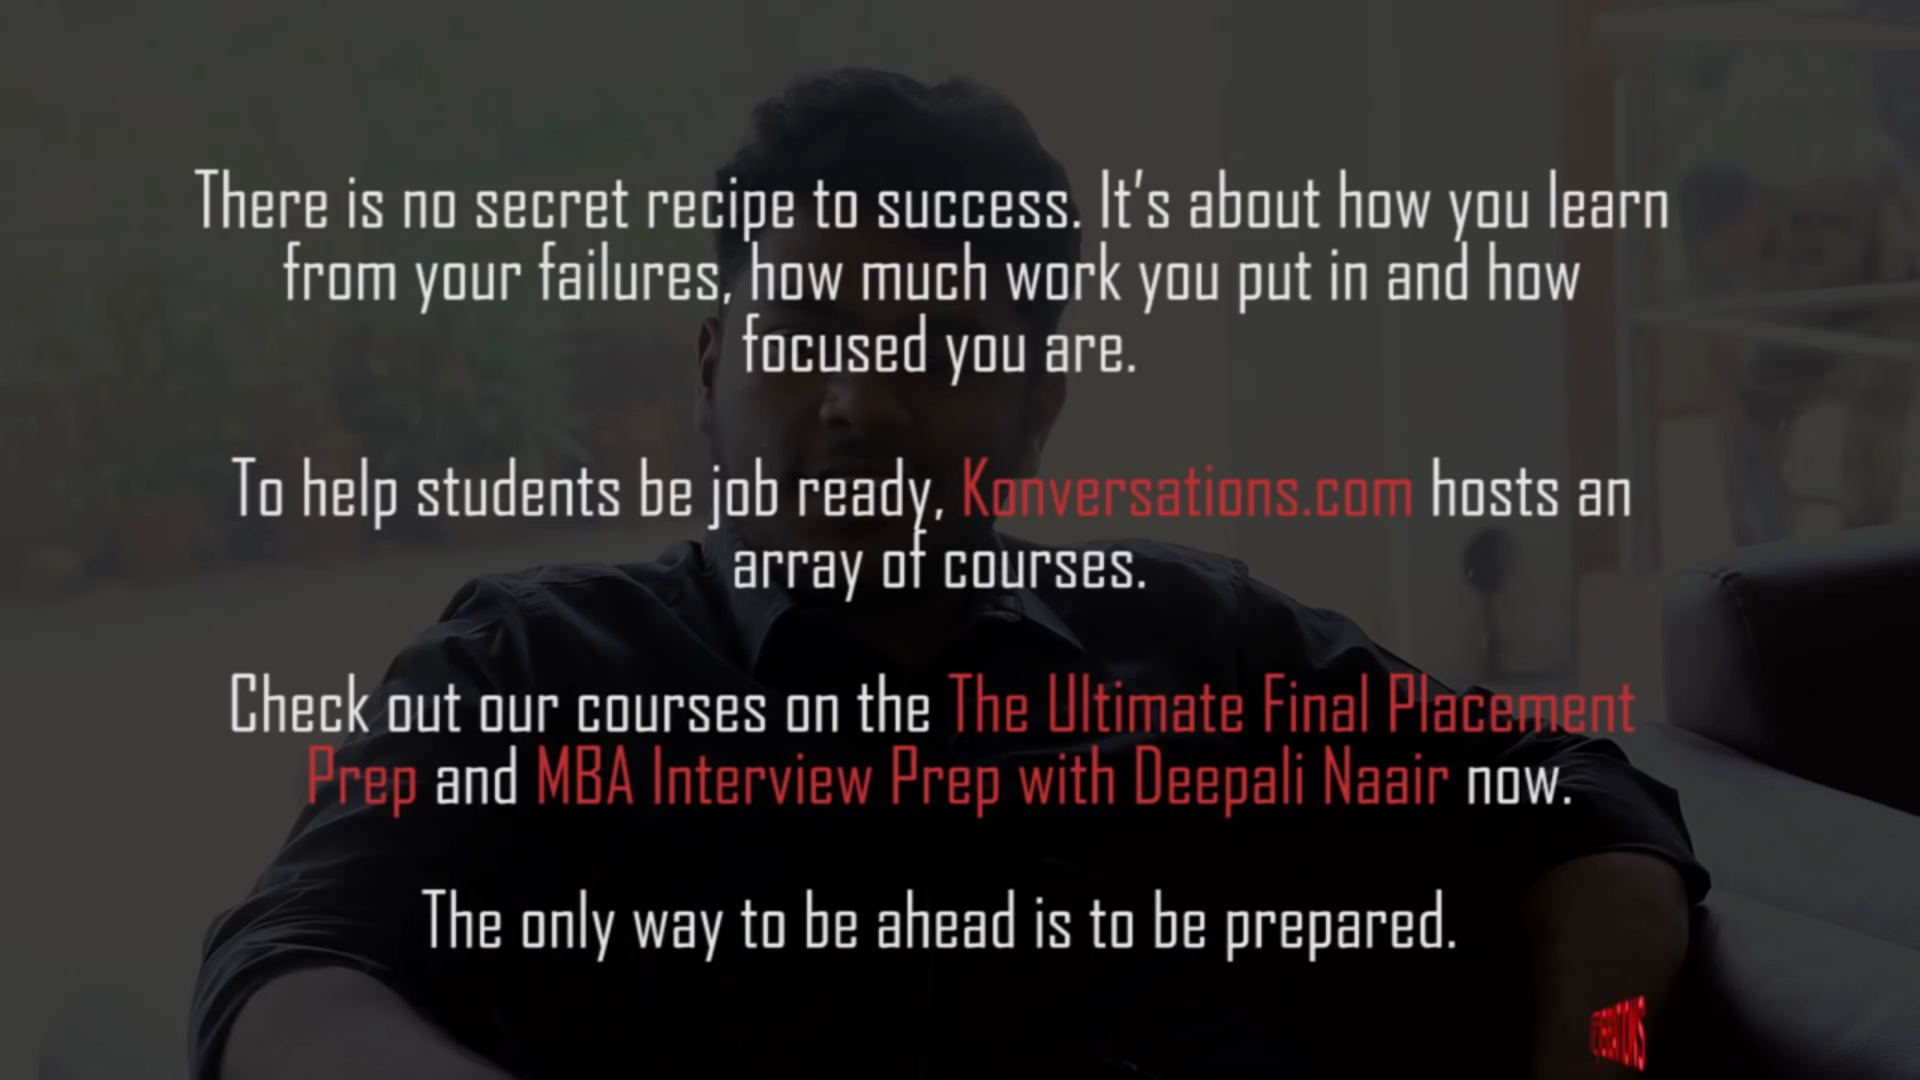 There is no secret recipe to success. It's about how you learn
from your failures, how much work you put in and how
focused you are.
To help students be job ready, Konversations.com hosts an
array of courses.
Check out our courses on the The Ultimate Final Placement
Prep and MBA Interview Prep with Deepali Naair now.
The only way to be ahead is to be prepared.